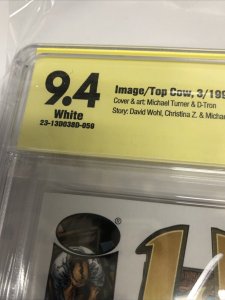 9.4
White
23-13D038D-059
Image/Top Cow, 3/199
Cover & art: Michael Turner & D-Tron
Story: David Wohl, Christina Z. & Michae
i
®